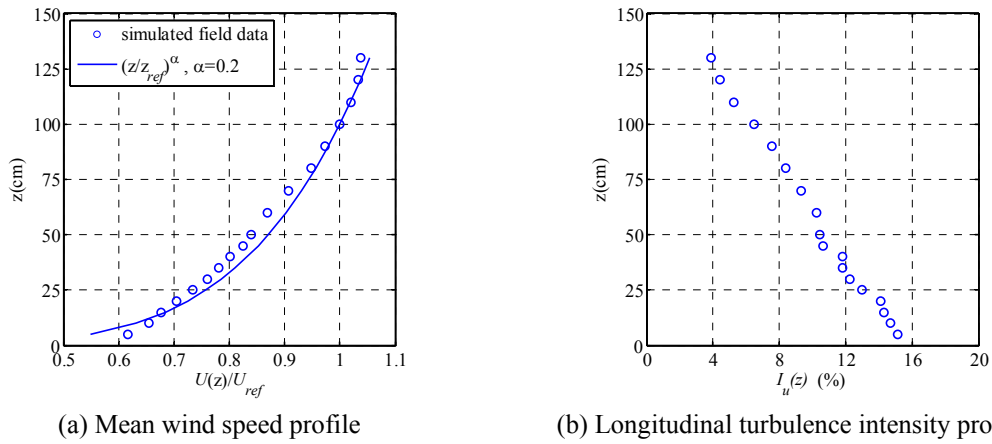 150
125
100
75
50
25
0
z(cm)
simulated field data
(z/z_ref)^α , α=0.2
0.5 0.6 0.7 0.8 0.9 1 1.1
U(z)/U_ref
(a) Mean wind speed profile
150
125
100
75
50
25
0
z(cm)
0 4 8 12 16 20
I_u(z) (%)
(b) Longitudinal turbulence intensity pro